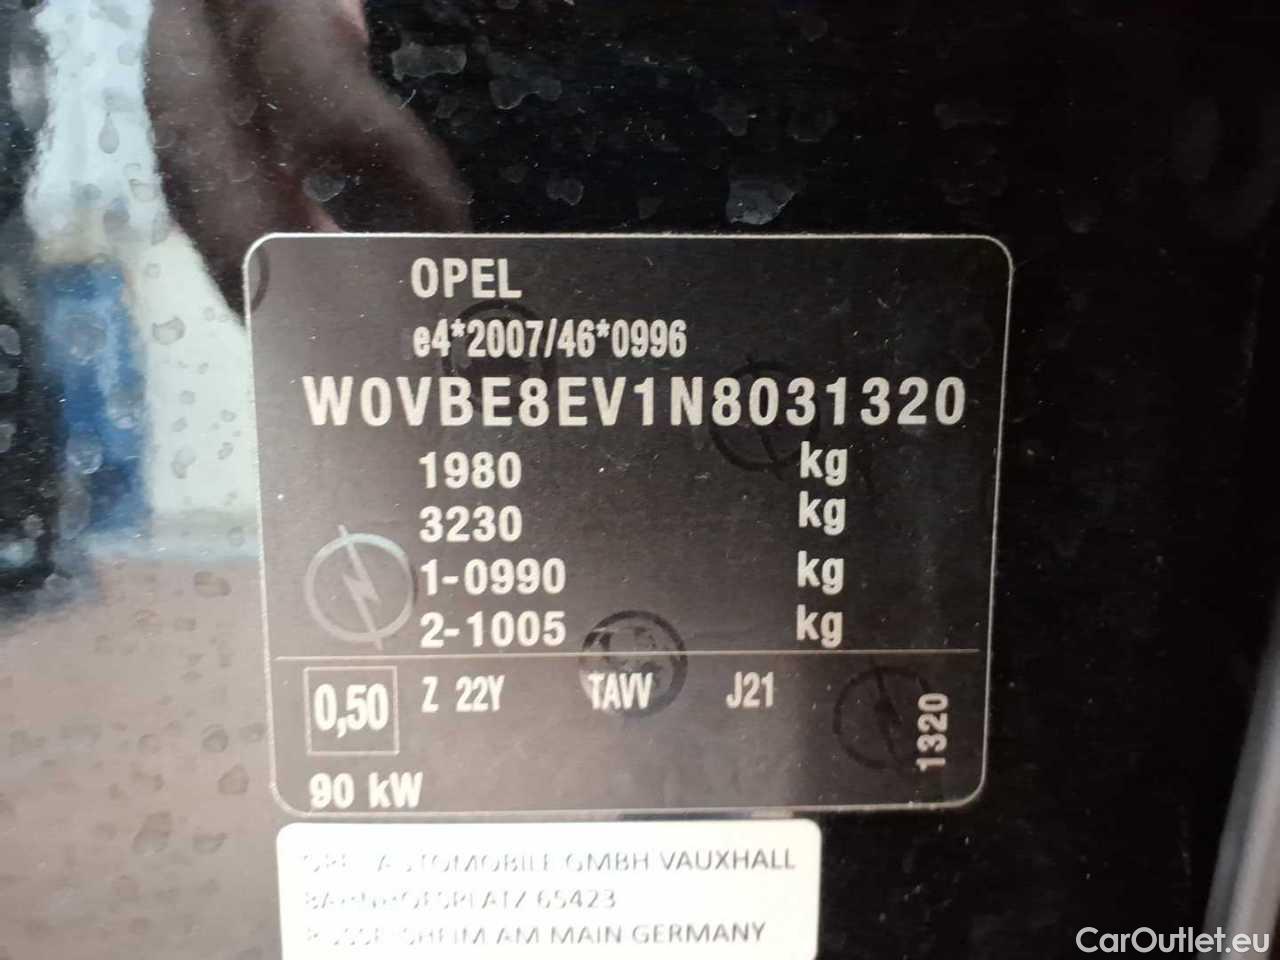 OPEL
e4*2007/46*0996
W0VBE8EV1N8031320
1980 kg
3230 kg
1-0990 kg
2-1005 kg
0,50 Z 22Y TAVV J21
1320
90 kW
AUTOMOBILE GMBH VAUXHALL
65423
AM MAIN GERMANY
CarOutlet.eu